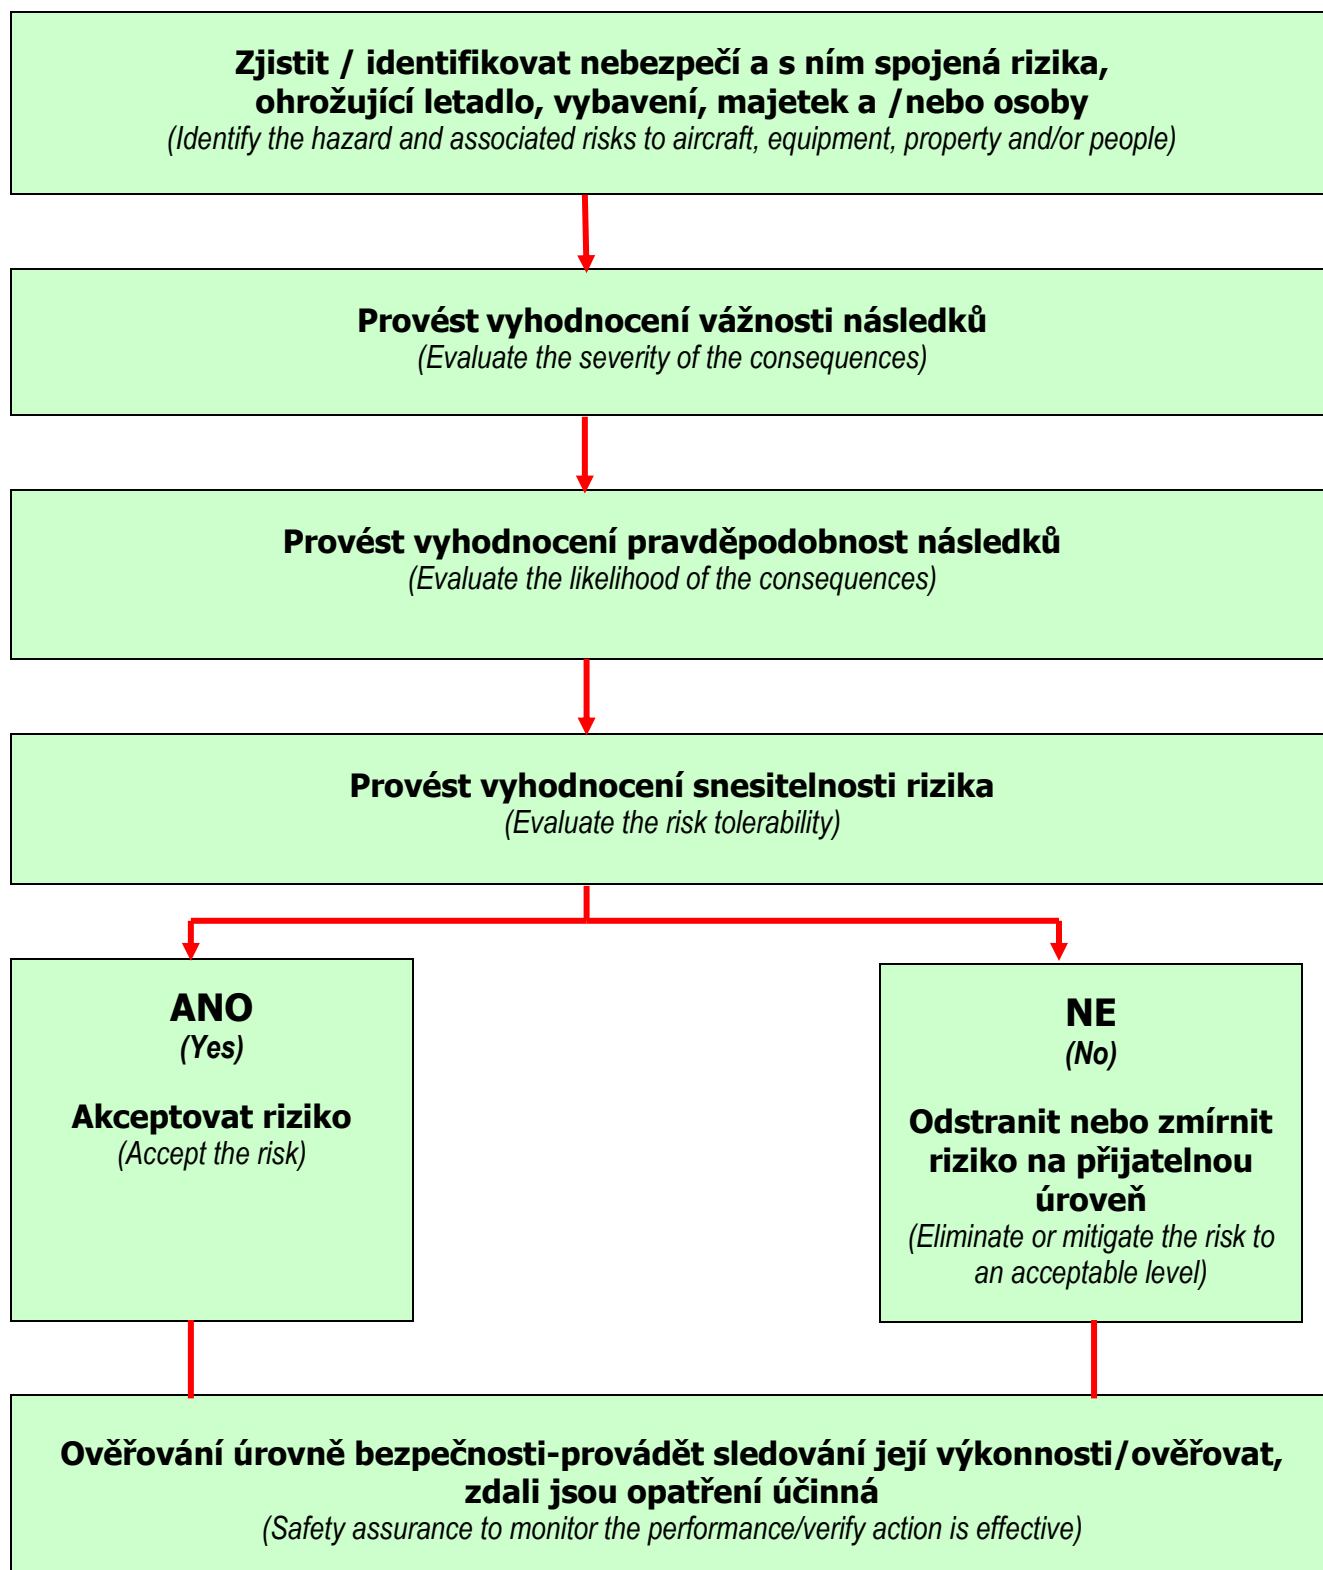 Zjistit / identifikovat nebezpečí a s ním spojená rizika,
ohrožující letadlo, vybavení, majetek a /nebo osoby
(Identify the hazard and associated risks to aircraft, equipment, property and/or people)
Provést vyhodnocení vážnosti následků
(Evaluate the severity of the consequences)
Provést vyhodnocení pravděpodobnost následků
(Evaluate the likelihood of the consequences)
Provést vyhodnocení snesitelnosti rizika
(Evaluate the risk tolerability)
ANO
(Yes)
Akceptovat riziko
(Accept the risk)
NE
(No)
Odstranit nebo zmírnit
riziko na přijatelnou
úroveň
(Eliminate or mitigate the risk to
an acceptable level)
Ověřování úrovně bezpečnosti-provádět sledování její výkonnosti/ověřovat,
zdali jsou opatření účinná
(Safety assurance to monitor the performance/verify action is effective)